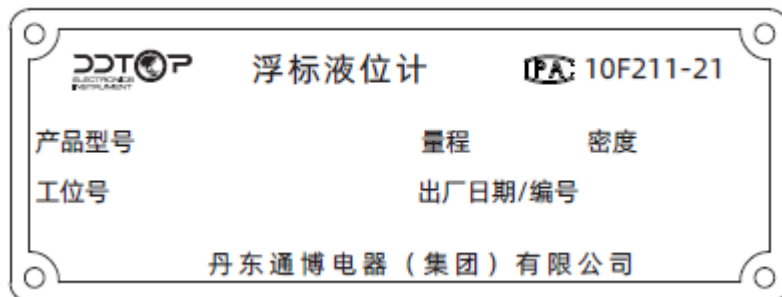 DDTOP
ELECTRONICS
INSTRUMENT
浮标液位计
PA 10F211-21
产品型号 量程 密度
工位号 出厂日期/编号
丹东通博电器（集团）有限公司